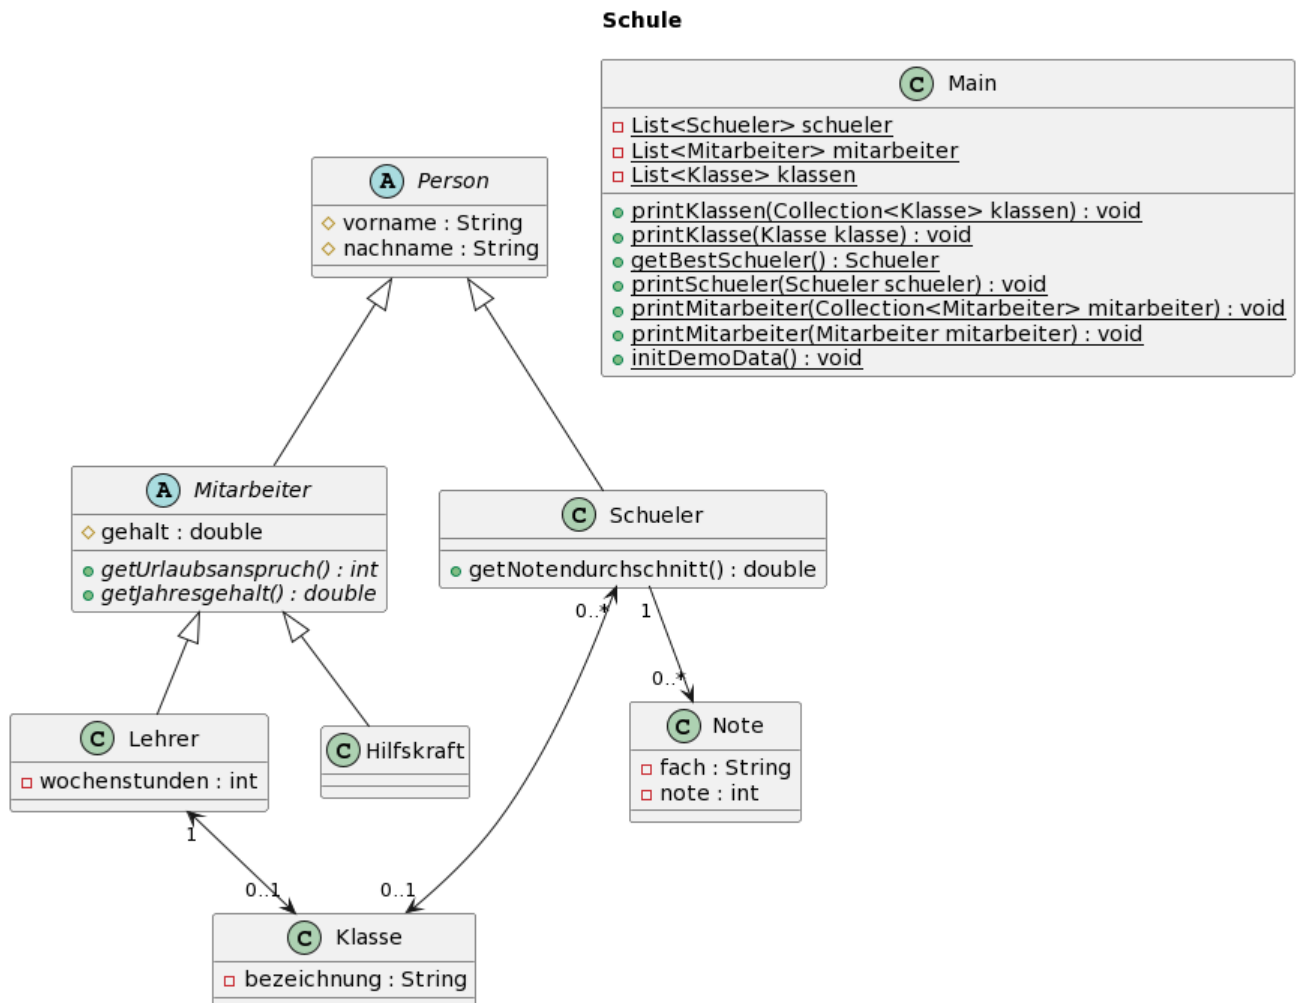 Schule
C Main
List<Schueler> schueler
List<Mitarbeiter> mitarbeiter
List<Klasse> klassen
printKlassen(Collection<Klasse> klassen) : void
printKlasse(Klasse klasse) : void
getBestSchueler() : Schueler
printSchueler(Schueler schueler) : void
printMitarbeiter(Collection<Mitarbeiter> mitarbeiter) : void
printMitarbeiter(Mitarbeiter mitarbeiter) : void
initDemoData() : void
A Person
vorname : String
nachname : String
A Mitarbeiter
gehalt : double
getUrlaubsanspruch() : int
getJahresgehalt() : double
C Schueler
getNotendurchschnitt() : double
0..*
1
0..*
C Lehrer
wochenstunden : int
C Hilfskraft
C Note
fach : String
note : int
1
0..1
0..1
C Klasse
bezeichnung : String